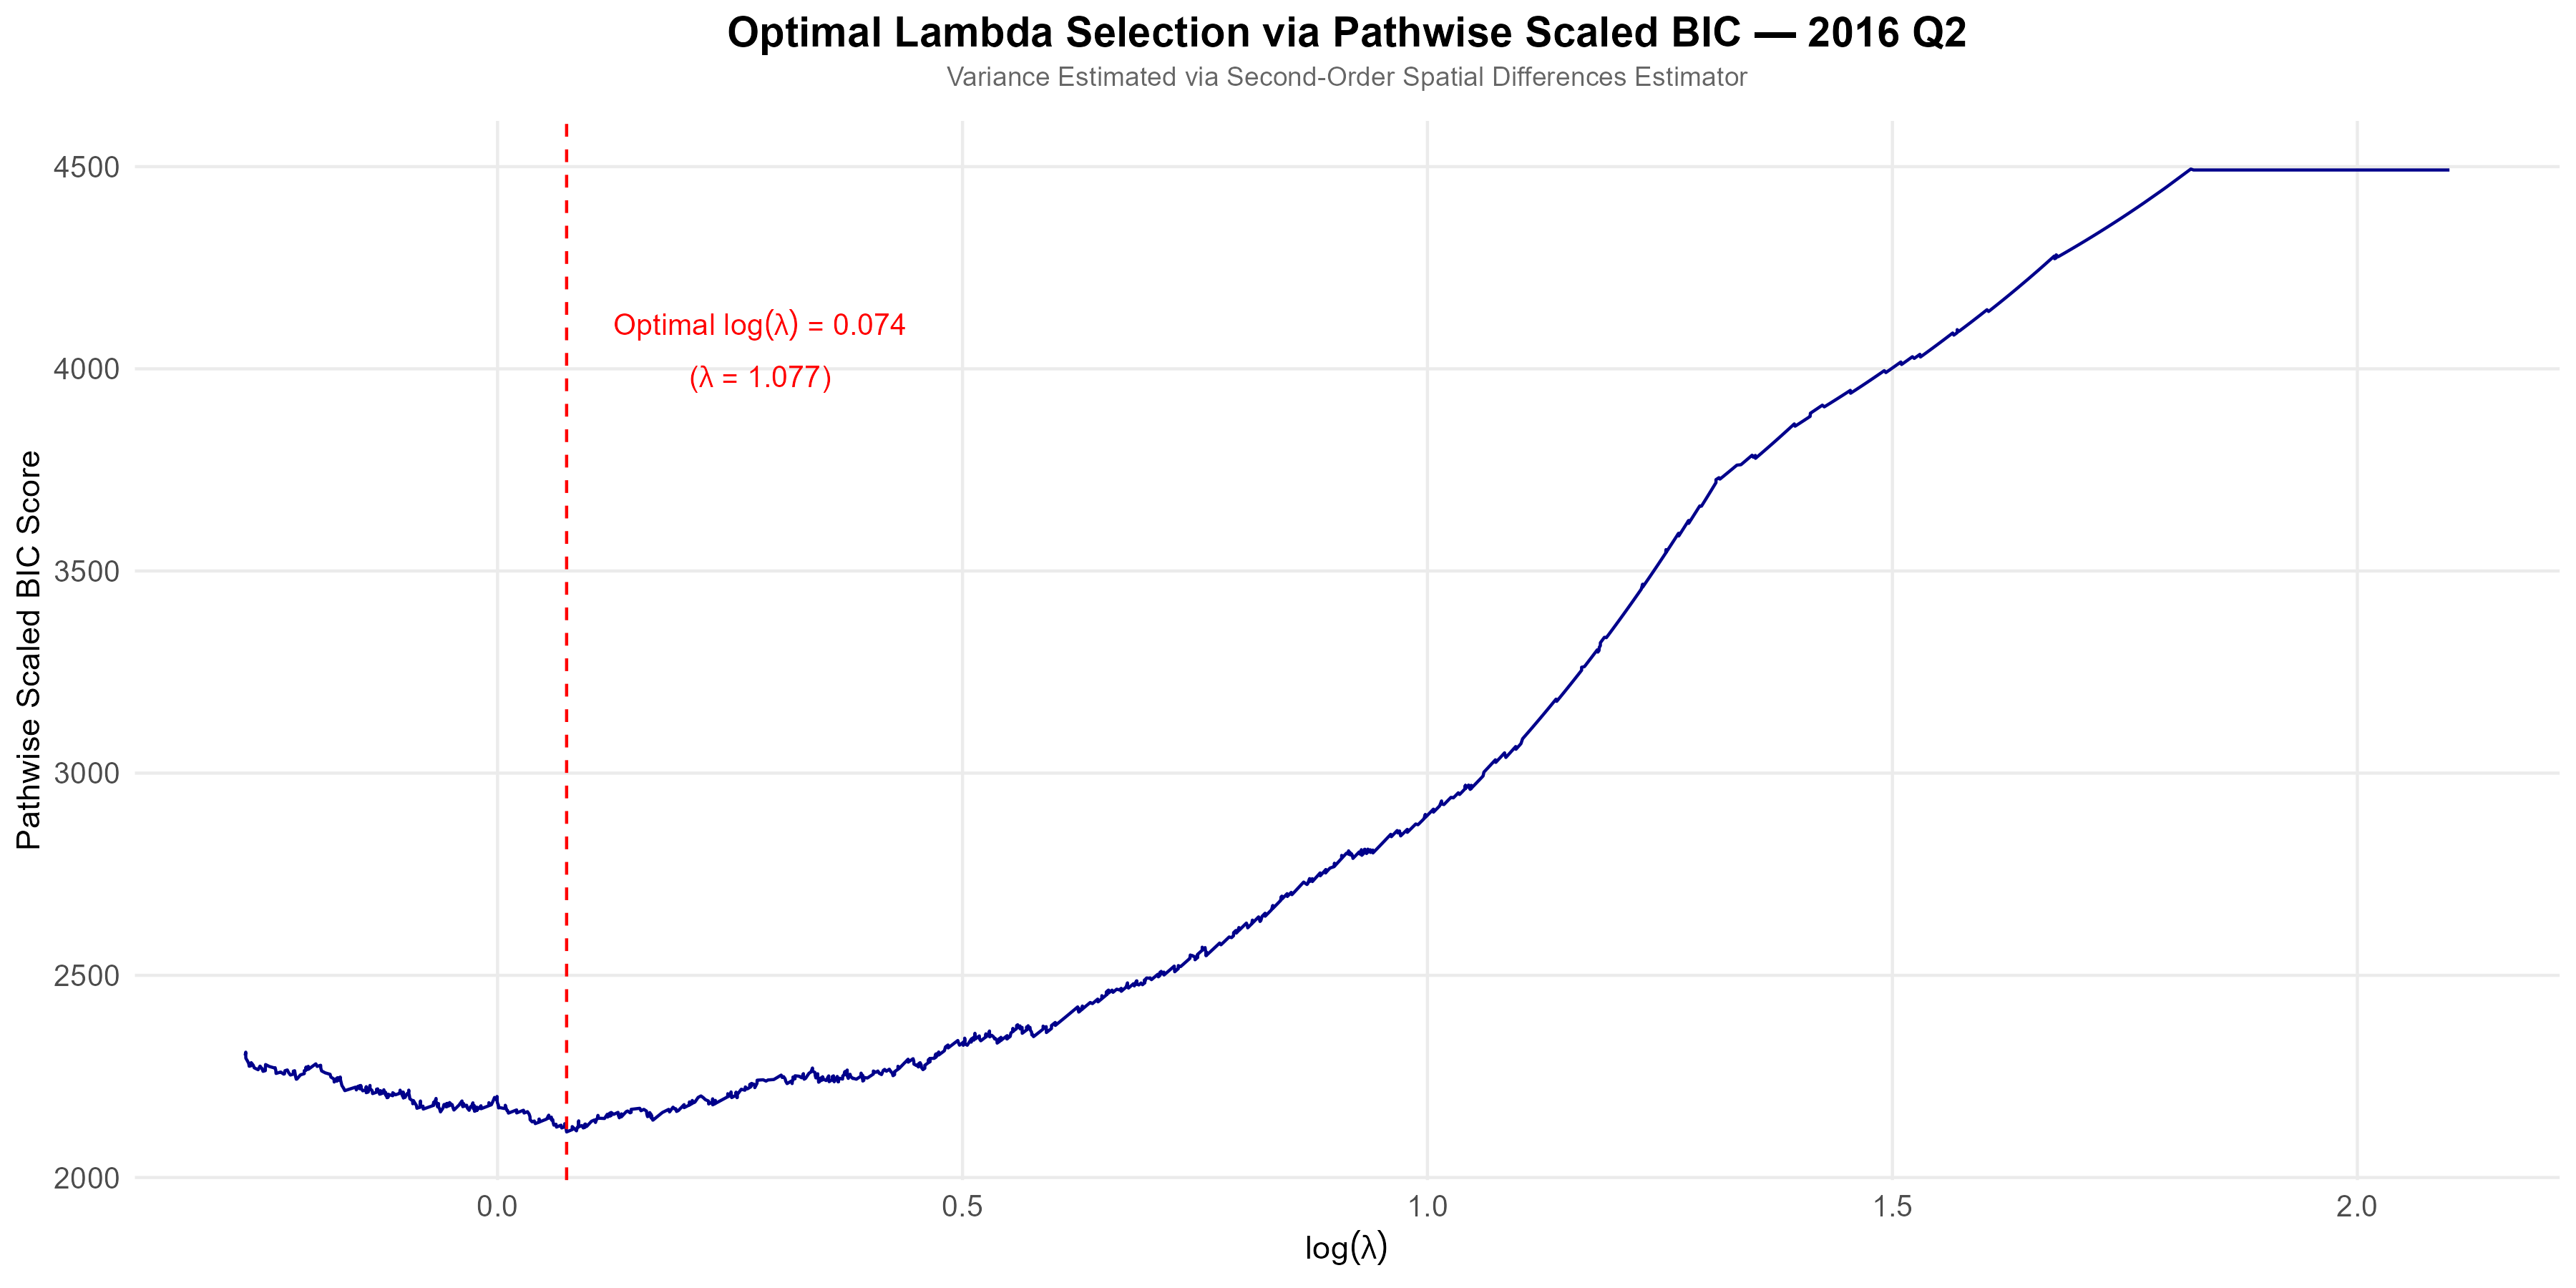 Optimal Lambda Selection via Pathwise Scaled BIC — 2016 Q2
Variance Estimated via Second-Order Spatial Differences Estimator
Pathwise Scaled BIC Score
4500
4000
3500
3000
2500
2000
Optimal log(λ) = 0.074
(λ = 1.077)
0.0 0.5 1.0 1.5 2.0
log(λ)